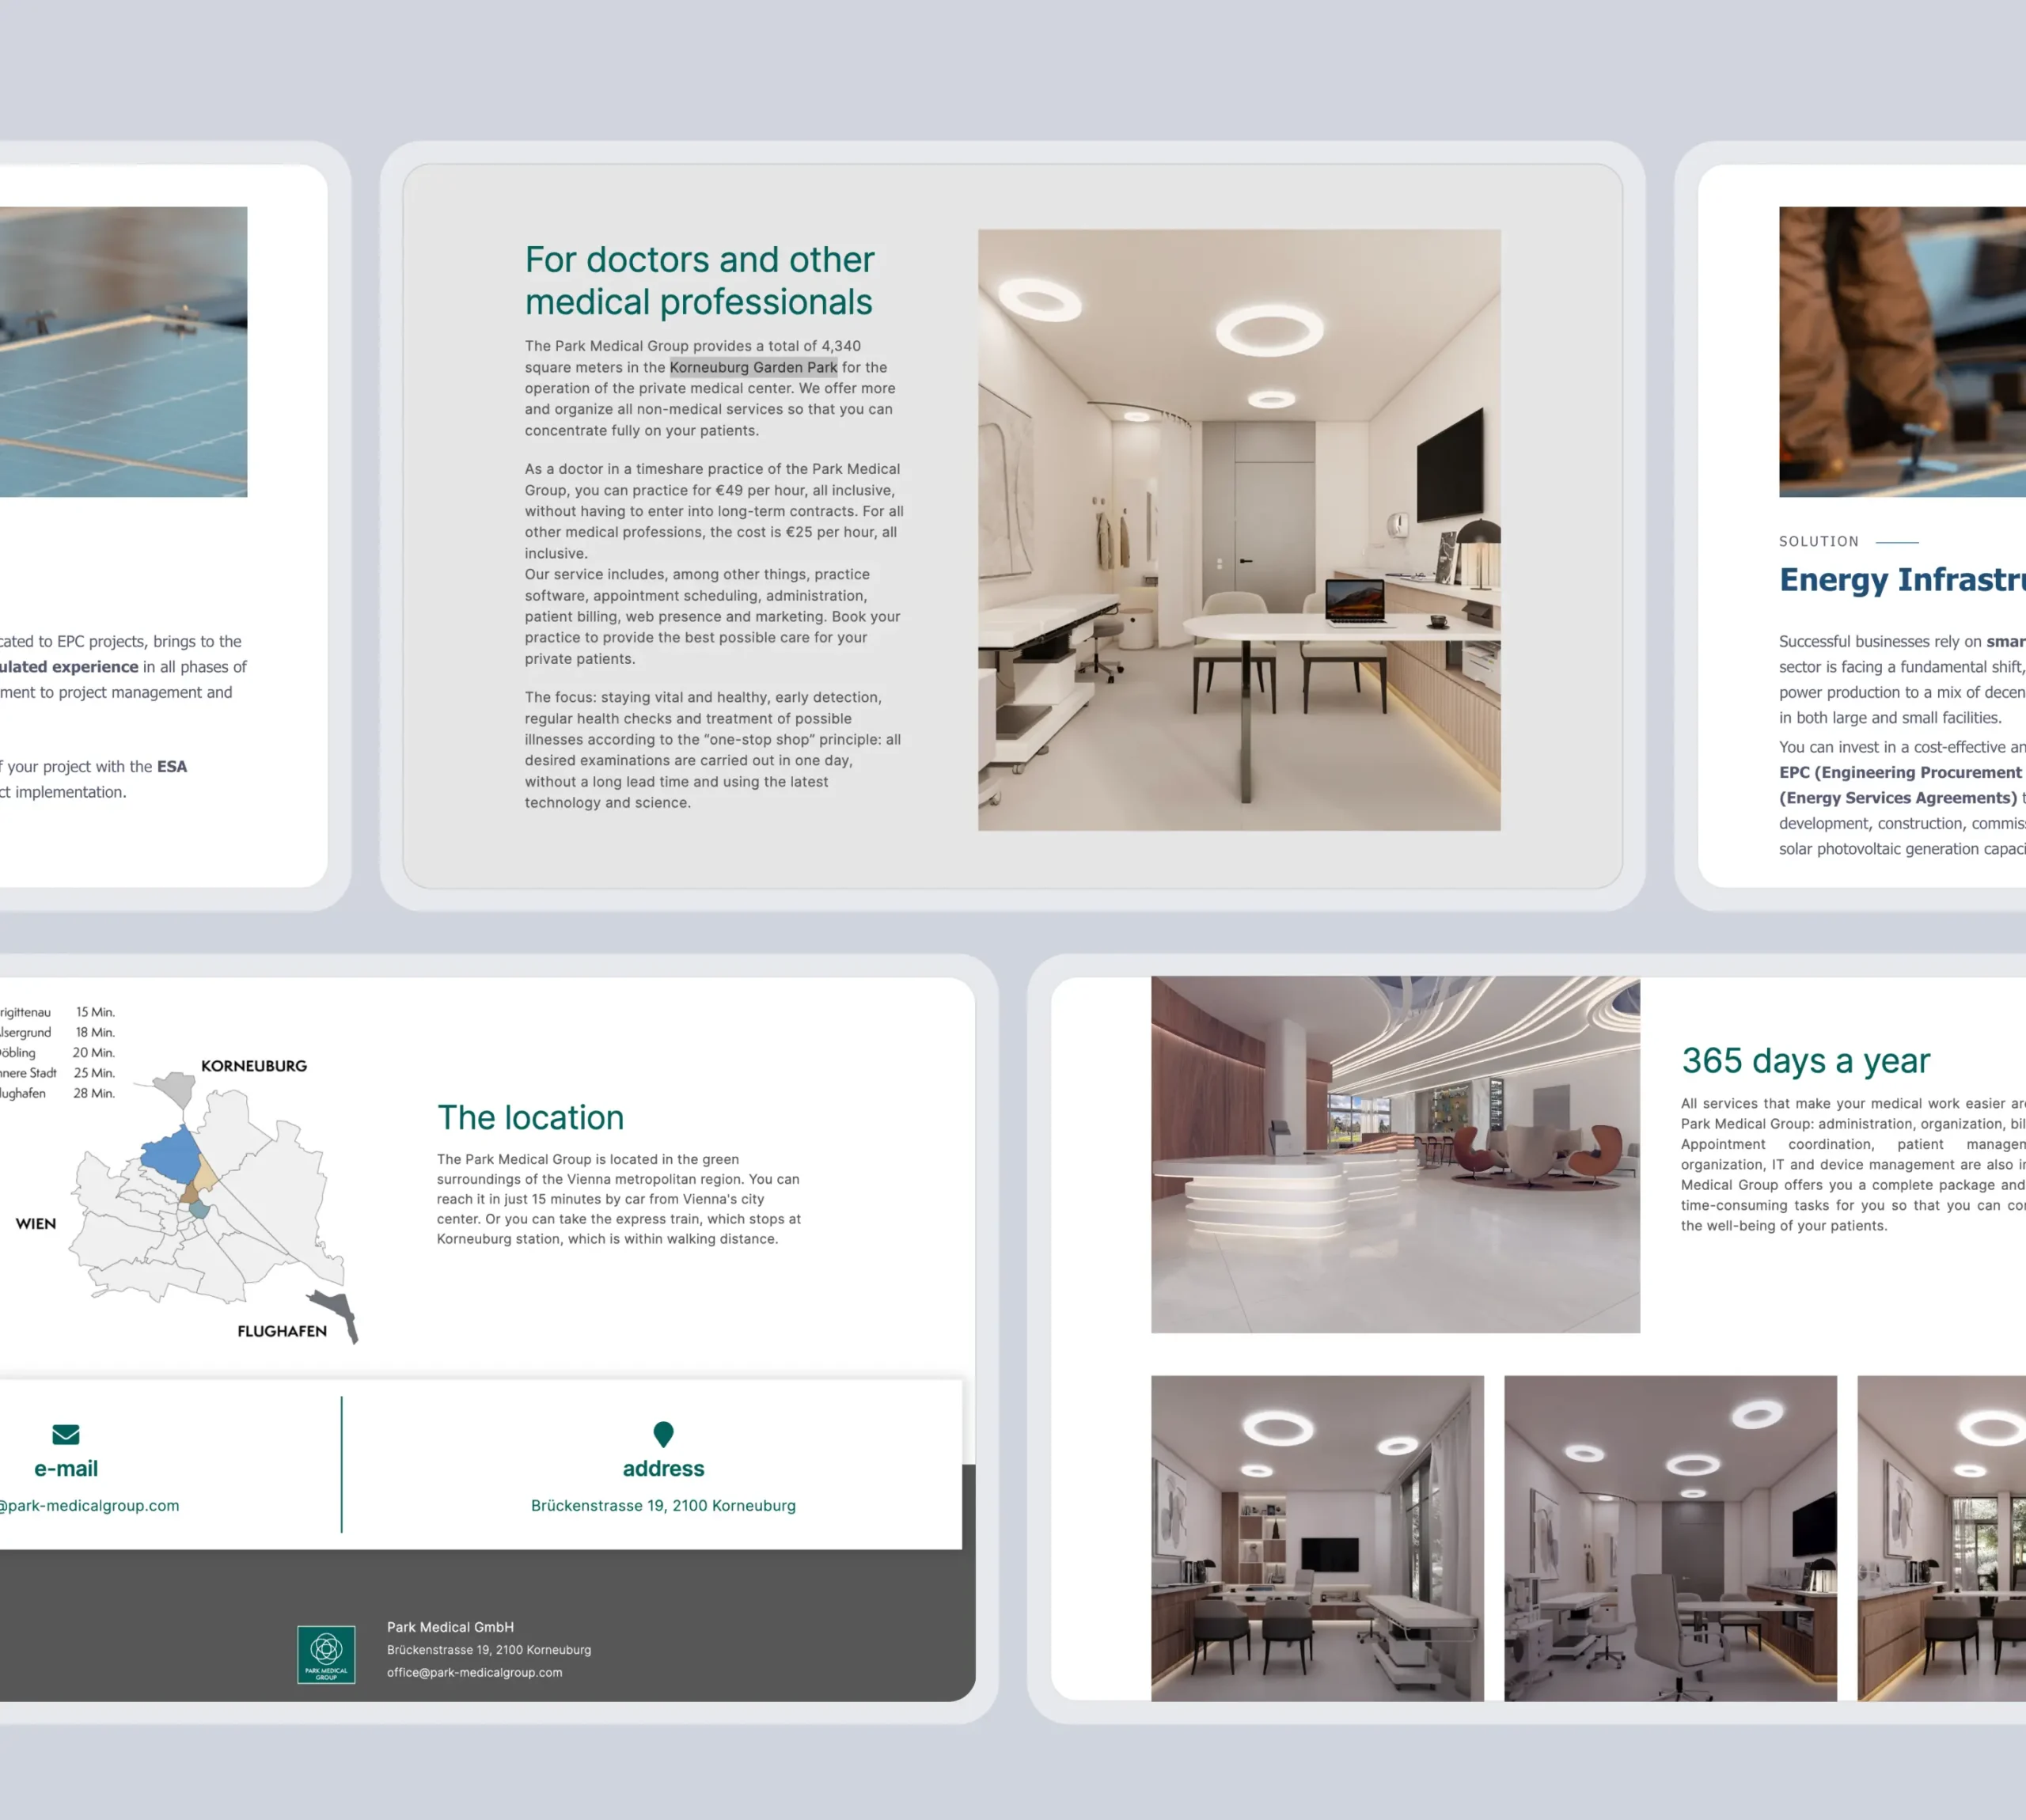 cated to EPC projects, brings to the
ulated experience in all phases of
ment to project management and
f your project with the ESA
ct implementation.
For doctors and other
medical professionals
The Park Medical Group provides a total of 4,340
square meters in the Korneuburg Garden Park for the
operation of the private medical center. We offer more
and organize all non-medical services so that you can
concentrate fully on your patients.
As a doctor in a timeshare practice of the Park Medical
Group, you can practice for €49 per hour, all inclusive,
without having to enter into long-term contracts. For all
other medical professions, the cost is €25 per hour, all
inclusive.
Our service includes, among other things, practice
software, appointment scheduling, administration,
patient billing, web presence and marketing. Book your
practice to provide the best possible care for your
private patients.
The focus: staying vital and healthy, early detection,
regular health checks and treatment of possible
illnesses according to the "one-stop shop" principle: all
desired examinations are carried out in one day,
without a long lead time and using the latest
technology and science.
SOLUTION
Energy Infrastru
Successful businesses rely on smar
sector is facing a fundamental shift,
power production to a mix of decen
in both large and small facilities.
You can invest in a cost-effective an
EPC (Engineering Procurement
(Energy Services Agreements) t
development, construction, commis
solar photovoltaic generation capaci
rigittenau 15 Min.
lsergrund 18 Min.
öbling 20 Min.
nnere Stadt 25 Min.
lughafen 28 Min.
KORNEUBURG
WIEN
FLUGHAFEN
The location
The Park Medical Group is located in the green
surroundings of the Vienna metropolitan region. You can
reach it in just 15 minutes by car from Vienna's city
center. Or you can take the express train, which stops at
Korneuburg station, which is within walking distance.
e-mail
@park-medicalgroup.com
address
Brückenstrasse 19, 2100 Korneuburg
PARK MEDICAL
GROUP
Park Medical GmbH
Brückenstrasse 19, 2100 Korneuburg
office@park-medicalgroup.com
365 days a year
All services that make your medical work easier are
Park Medical Group: administration, organization, bil
Appointment coordination, patient managem
organization, IT and device management are also in
Medical Group offers you a complete package and
time-consuming tasks for you so that you can con
the well-being of your patients.